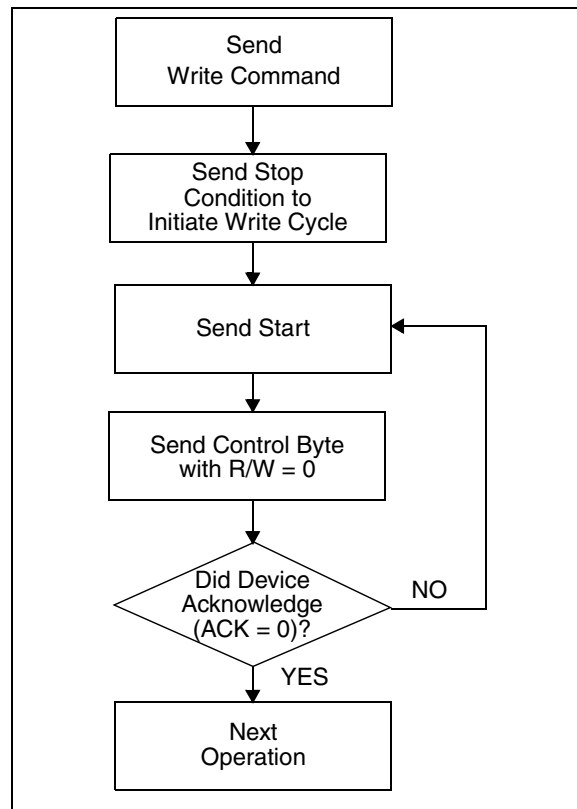 Send
Write Command
Send Stop
Condition to
Initiate Write Cycle
Send Start
Send Control Byte
with R/W = 0
Did Device
Acknowledge
(ACK = 0)?
NO
YES
Next
Operation